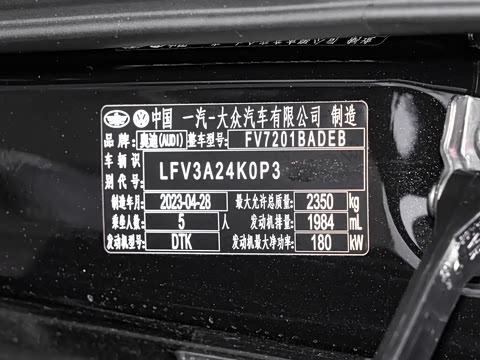 中国 一汽-大众汽车有限公司 制造
品牌: 奥迪(AUDI) 整车型号: FV7201BADEB
车辆识别代号: LFV3A24K0P3
制造年月: 2023-04-28 最大允许总质量: 2350 kg
乘坐人数: 5 人 发动机排量: 1984 mL
发动机型号: DTK 发动机最大净功率: 180 kW